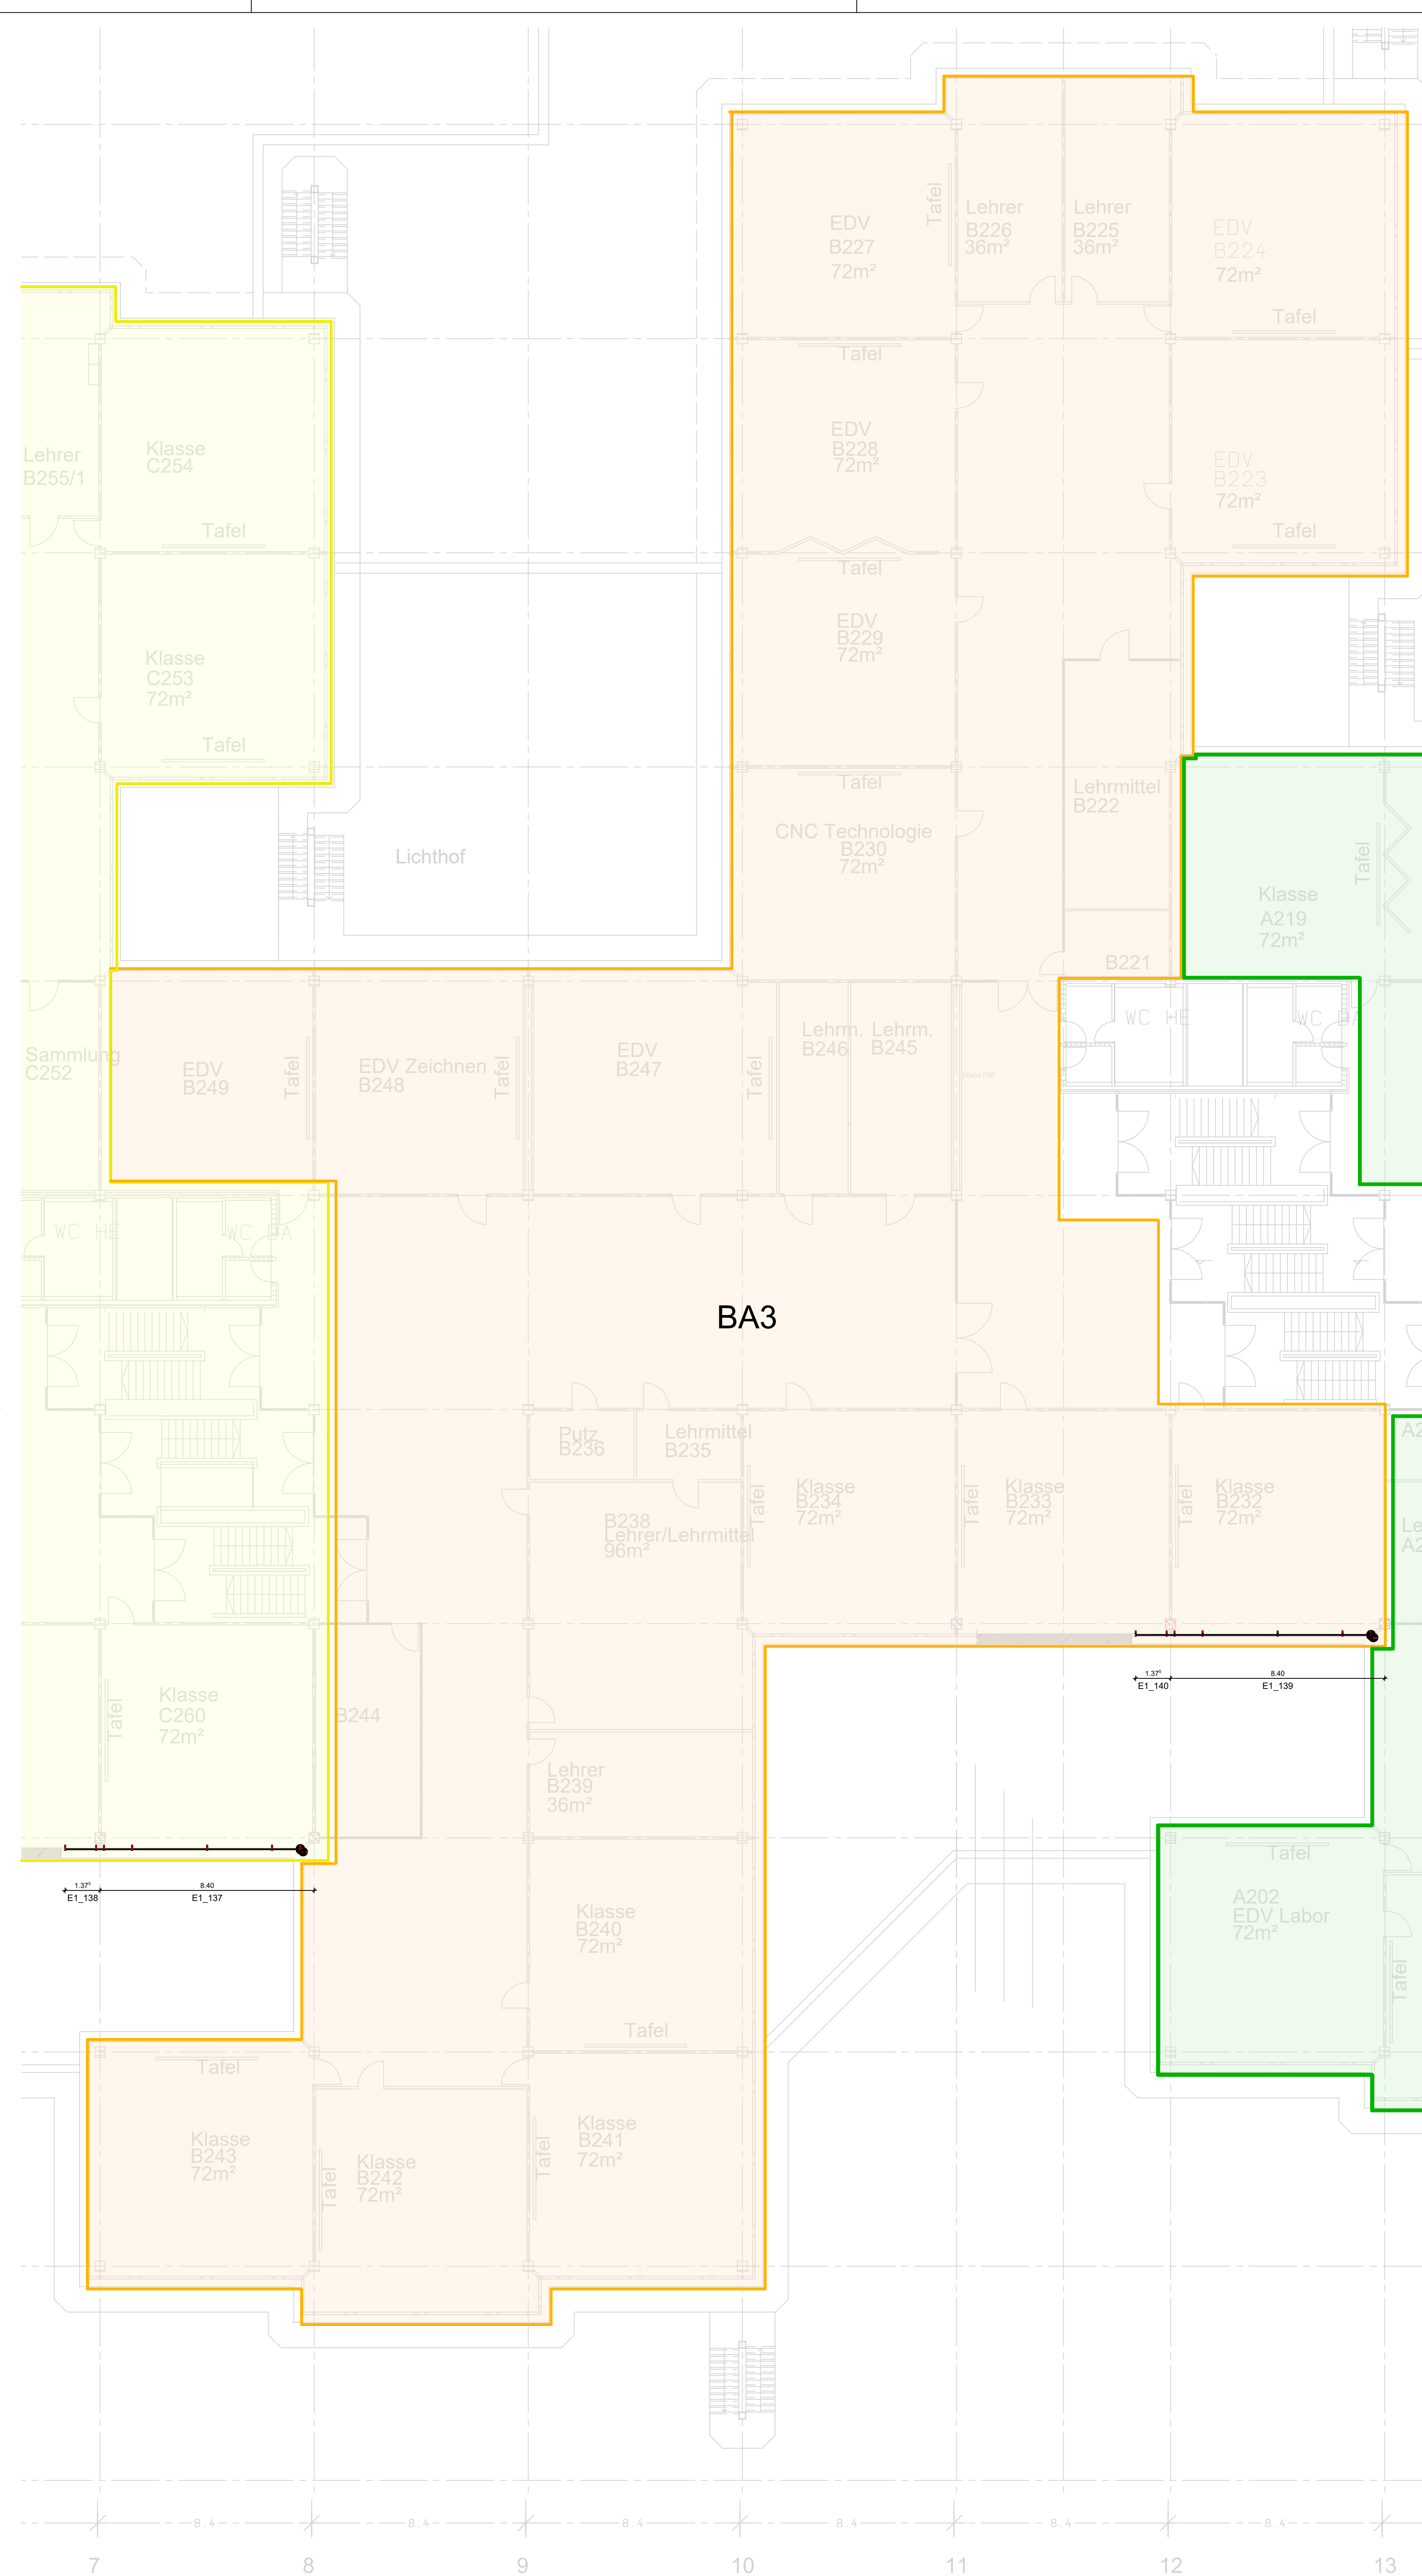 Lehrer
B226
36m²
Lehrer
B225
36m²
EDV
B227
72m²
Tafel
EDV
B224
72m²
Tafel
Tafel
EDV
B228
72m²
EDV
B223
72m²
Tafel
Lehrer
B255/1
Klasse
C254
Tafel
Tafel
EDV
B229
72m²
Klasse
C253
72m²
Tafel
Tafel
CNC Technologie
B230
72m²
Lehrmittel
B222
Lichthof
Klasse
A219
72m²
Tafel
B221
WC HE
WC DA
Sammlung
C252
EDV
B249
Tafel
EDV Zeichnen
B248
Tafel
EDV
B247
Tafel
Lehrm.
B246
Lehrm.
B245
Wand F90
WC HE
WC DA
BA3
Putz
B236
Lehrmittel
B235
Tafel
Klasse
B234
72m²
Tafel
Klasse
B233
72m²
Tafel
Klasse
B232
72m²
B238
Lehrer/Lehrmittel
96m²
1.37⁵
8.40
E1_140
E1_139
Tafel
Klasse
C260
72m²
B244
Lehrer
B239
36m²
1.37⁵
8.40
E1_138
E1_137
Tafel
A202
EDV Labor
72m²
Tafel
Klasse
B240
72m²
Tafel
Tafel
Klasse
B243
72m²
Tafel
Klasse
B242
72m²
Tafel
Klasse
B241
72m²
8.4
8.4
8.4
8.4
8.4
8.4
7
8
9
10
11
12
13